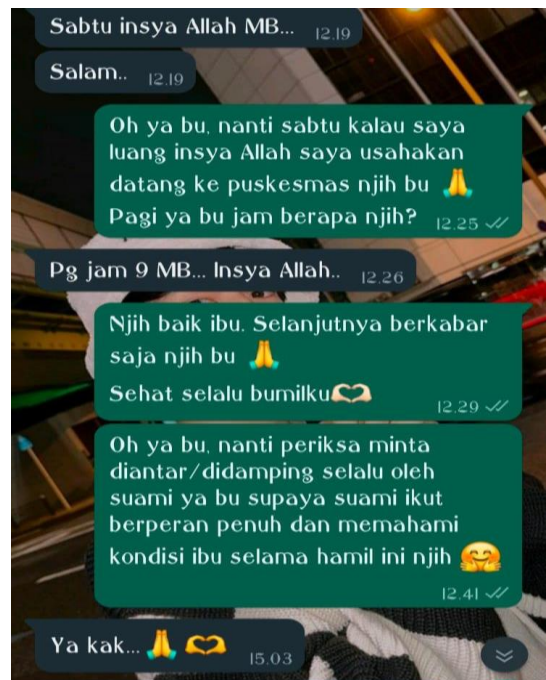 Sabtu insya Allah MB... 12.19
Salam.. 12.19
Oh ya bu, nanti sabtu kalau saya
luang insya Allah saya usahakan
datang ke puskesmas njih bu 🙏
Pagi ya bu jam berapa njih? 12.25
Pg jam 9 MB... Insya Allah.. 12.26
Njih baik ibu. Selanjutnya berkabar
saja njih bu 🙏
Sehat selalu bumilku🫶🏻
12.29
Oh ya bu, nanti periksa minta
diantar/didamping selalu oleh
suami ya bu supaya suami ikut
berperan penuh dan memahami
kondisi ibu selama hamil ini njih 🤗
12.41
Ya kak... 🙏🫶 15.03